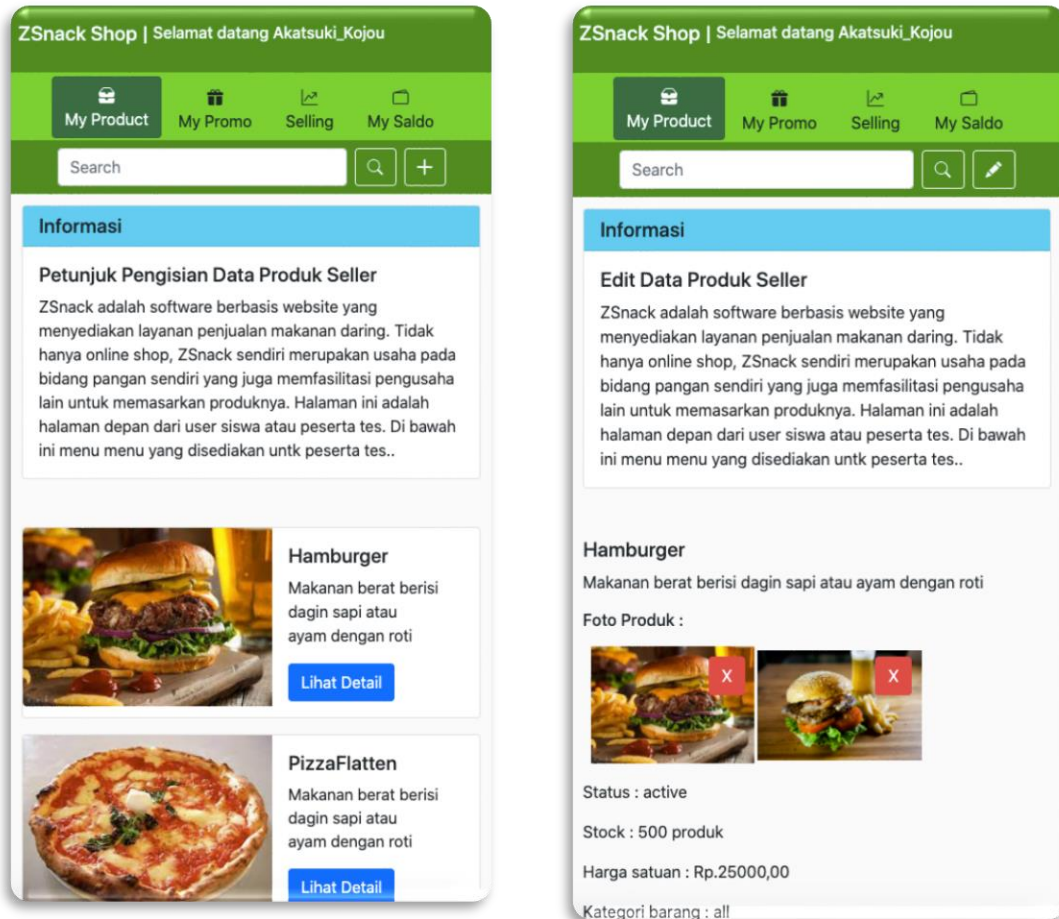 ZSnack Shop | Selamat datang Akatsuki_Kojou
My Product
My Promo
Selling
My Saldo
Search
Informasi
Petunjuk Pengisian Data Produk Seller
ZSnack adalah software berbasis website yang
menyediakan layanan penjualan makanan daring. Tidak
hanya online shop, ZSnack sendiri merupakan usaha pada
bidang pangan sendiri yang juga memfasilitasi pengusaha
lain untuk memasarkan produknya. Halaman ini adalah
halaman depan dari user siswa atau peserta tes. Di bawah
ini menu menu yang disediakan untk peserta tes..
Hamburger
Makanan berat berisi
dagin sapi atau
ayam dengan roti
Lihat Detail
PizzaFlatten
Makanan berat berisi
dagin sapi atau
ayam dengan roti
Lihat Detail
ZSnack Shop | Selamat datang Akatsuki_Kojou
My Product
My Promo
Selling
My Saldo
Search
Informasi
Edit Data Produk Seller
ZSnack adalah software berbasis website yang
menyediakan layanan penjualan makanan daring. Tidak
hanya online shop, ZSnack sendiri merupakan usaha pada
bidang pangan sendiri yang juga memfasilitasi pengusaha
lain untuk memasarkan produknya. Halaman ini adalah
halaman depan dari user siswa atau peserta tes. Di bawah
ini menu menu yang disediakan untk peserta tes..
Hamburger
Makanan berat berisi dagin sapi atau ayam dengan roti
Foto Produk :
X
X
Status : active
Stock : 500 produk
Harga satuan : Rp.25000,00
Kategori barang : all